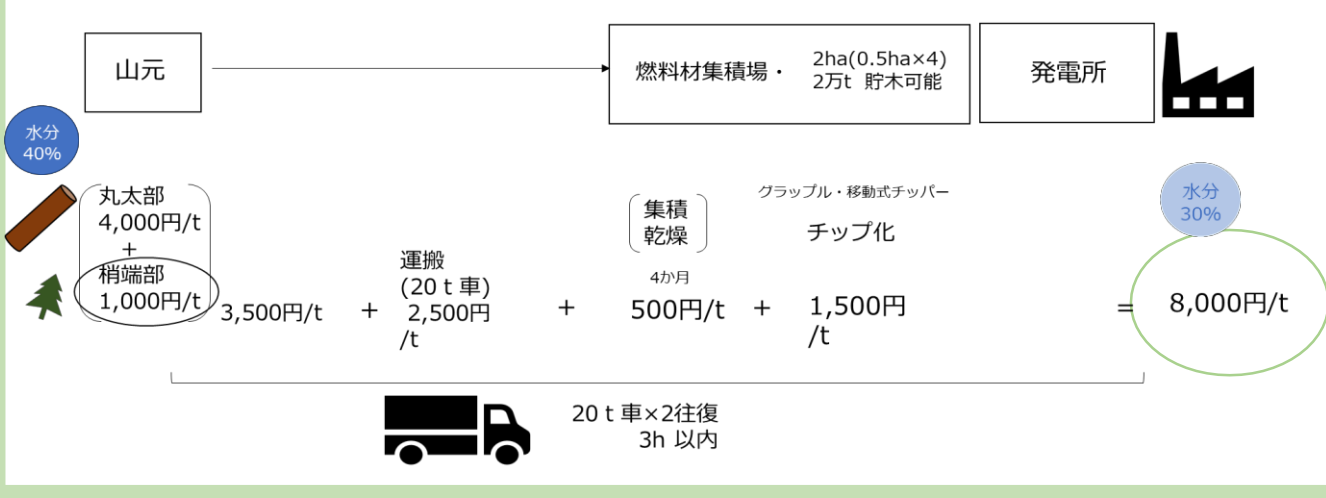 山元
燃料材集積場・
2ha(0.5ha×4)
2万t 貯木可能
発電所
水分
40%
丸太部
4,000円/t
+
梢端部
1,000円/t
3,500円/t
+
運搬
(20ｔ車)
2,500円
/t
+
集積
乾燥
4か月
500円/t
+
グラップル・移動式チッパー
チップ化
1,500円
/t
=
水分
30%
8,000円/t
20ｔ車×2往復
3h 以内